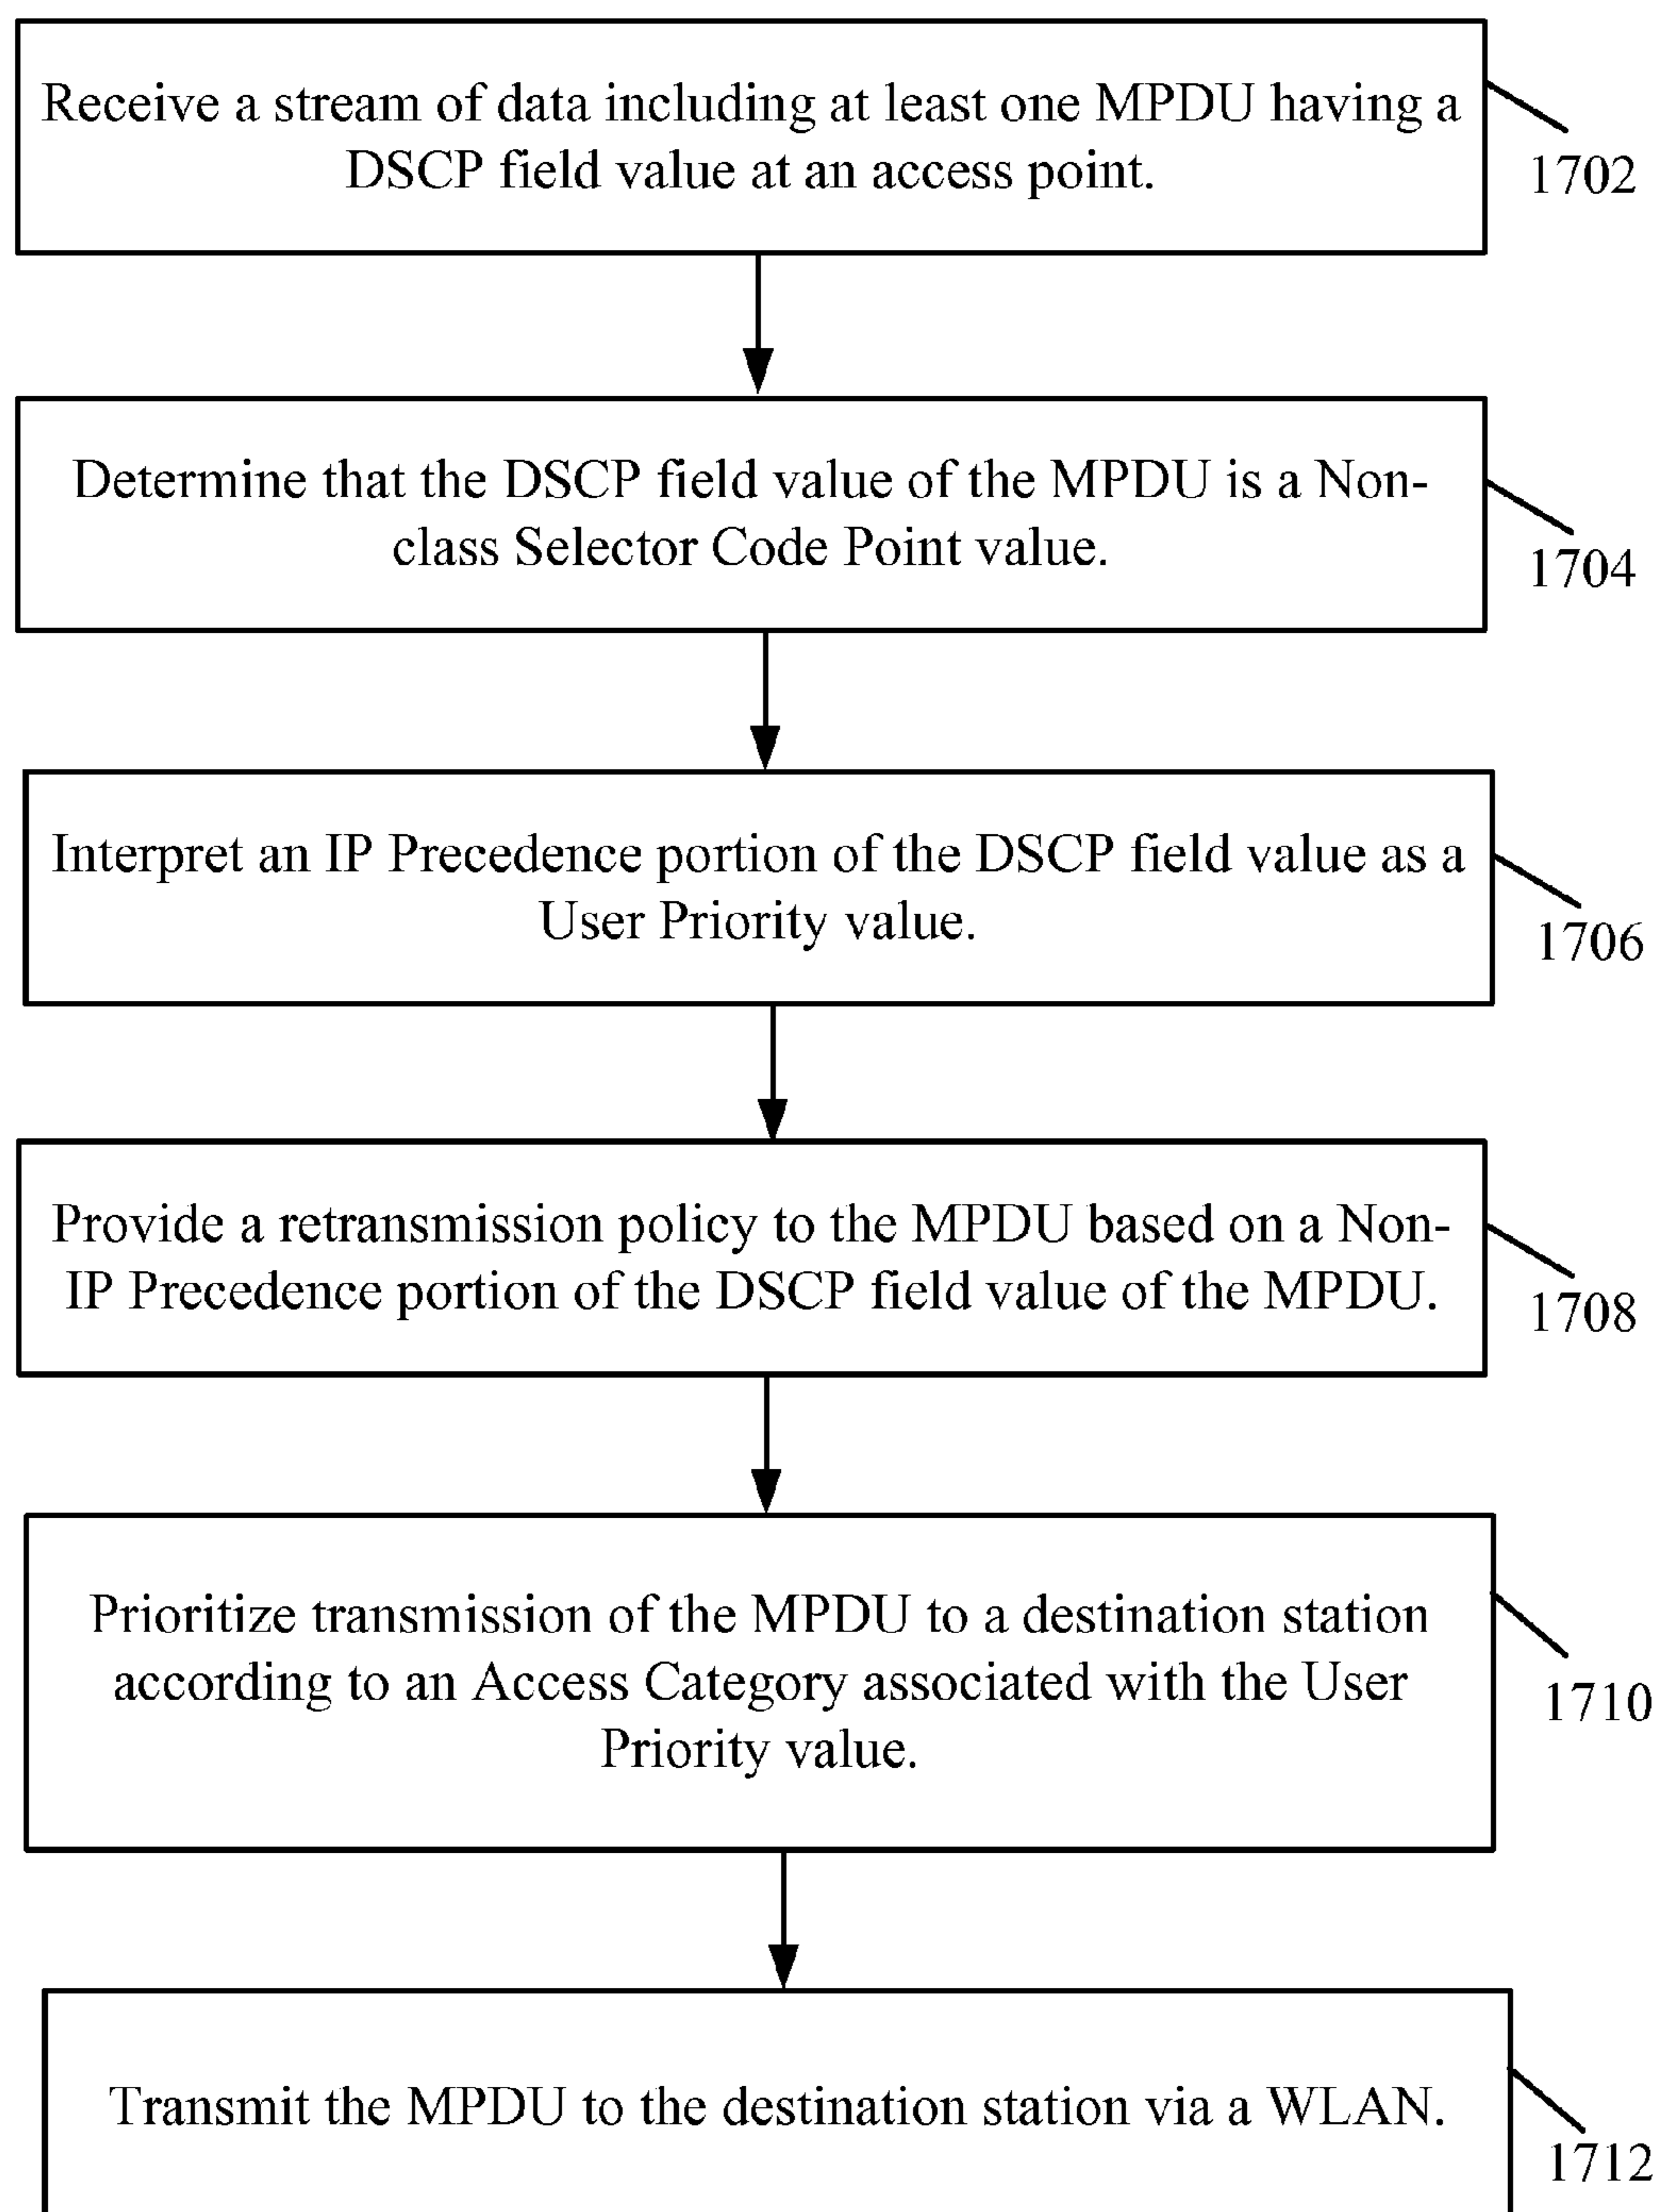 Receive a stream of data including at least one MPDU having a
DSCP field value at an access point.
1702
Determine that the DSCP field value of the MPDU is a Non-
class Selector Code Point value.
1704
Interpret an IP Precedence portion of the DSCP field value as a
User Priority value.
1706
Provide a retransmission policy to the MPDU based on a Non-
IP Precedence portion of the DSCP field value of the MPDU.
1708
Prioritize transmission of the MPDU to a destination station
according to an Access Category associated with the User
Priority value.
1710
Transmit the MPDU to the destination station via a WLAN.
1712